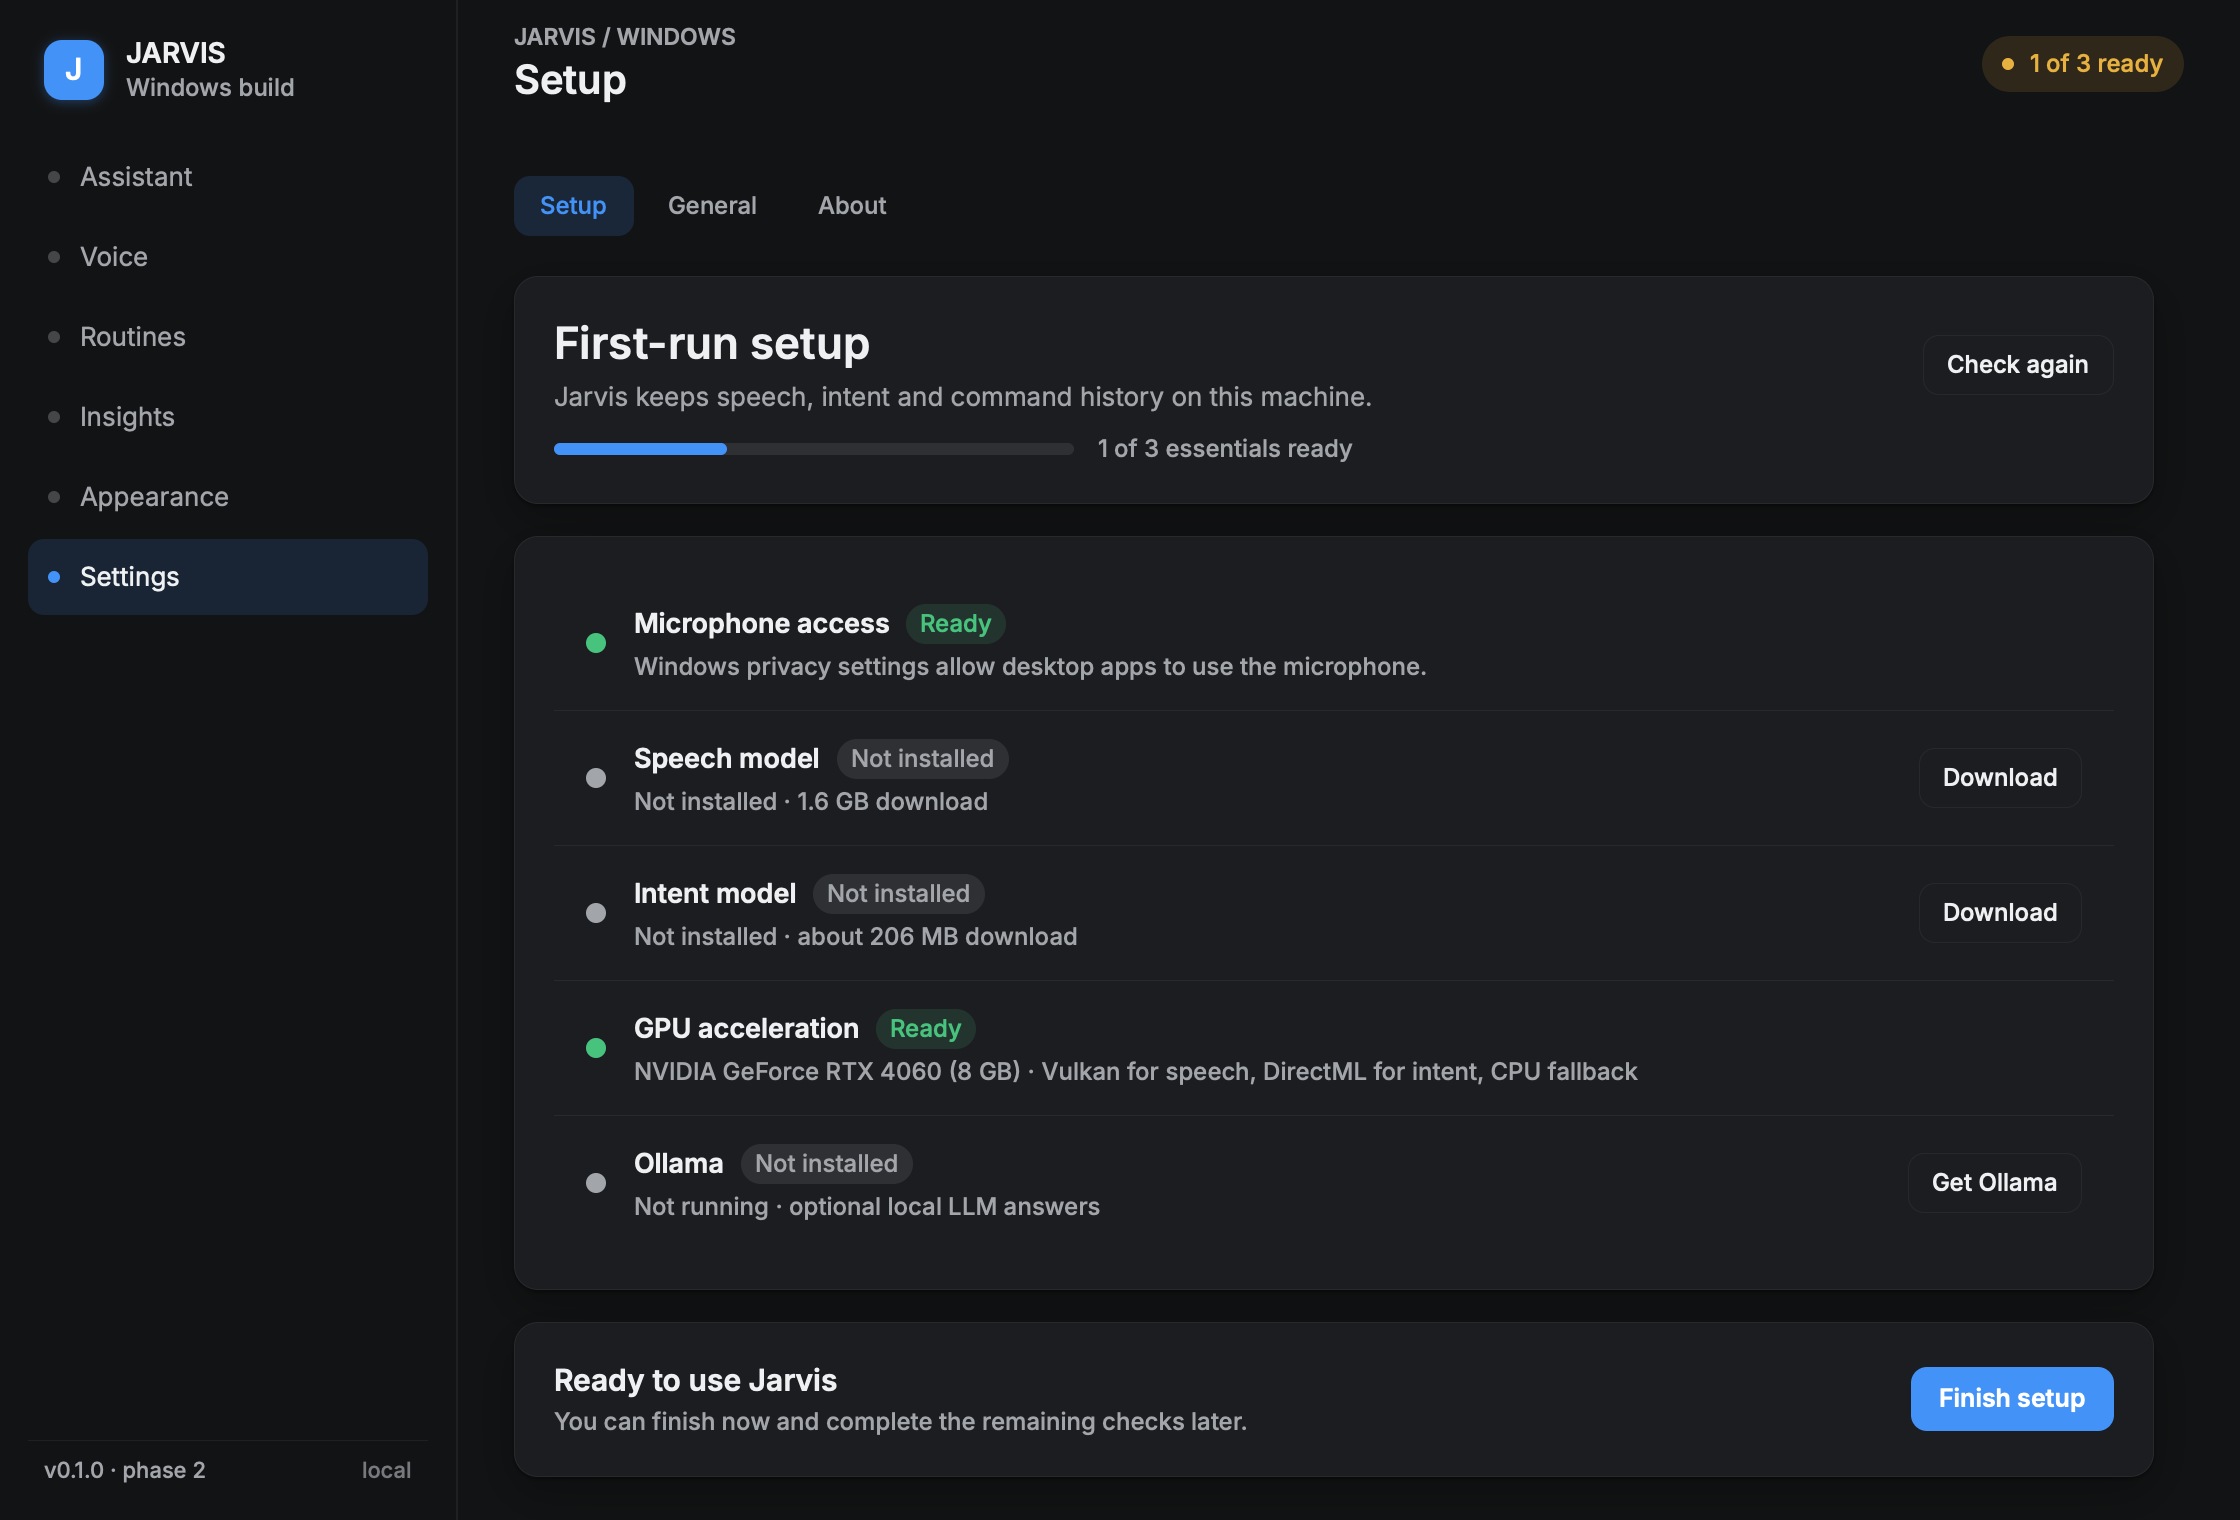 J
JARVIS
Windows build
Assistant
Voice
Routines
Insights
Appearance
Settings
v0.1.0 · phase 2
local
JARVIS / WINDOWS
Setup
1 of 3 ready
Setup
General
About
First-run setup
Jarvis keeps speech, intent and command history on this machine.
1 of 3 essentials ready
Check again
Microphone access
Ready
Windows privacy settings allow desktop apps to use the microphone.
Speech model
Not installed
Not installed · 1.6 GB download
Download
Intent model
Not installed
Not installed · about 206 MB download
Download
GPU acceleration
Ready
NVIDIA GeForce RTX 4060 (8 GB) · Vulkan for speech, DirectML for intent, CPU fallback
Ollama
Not installed
Not running · optional local LLM answers
Get Ollama
Ready to use Jarvis
You can finish now and complete the remaining checks later.
Finish setup